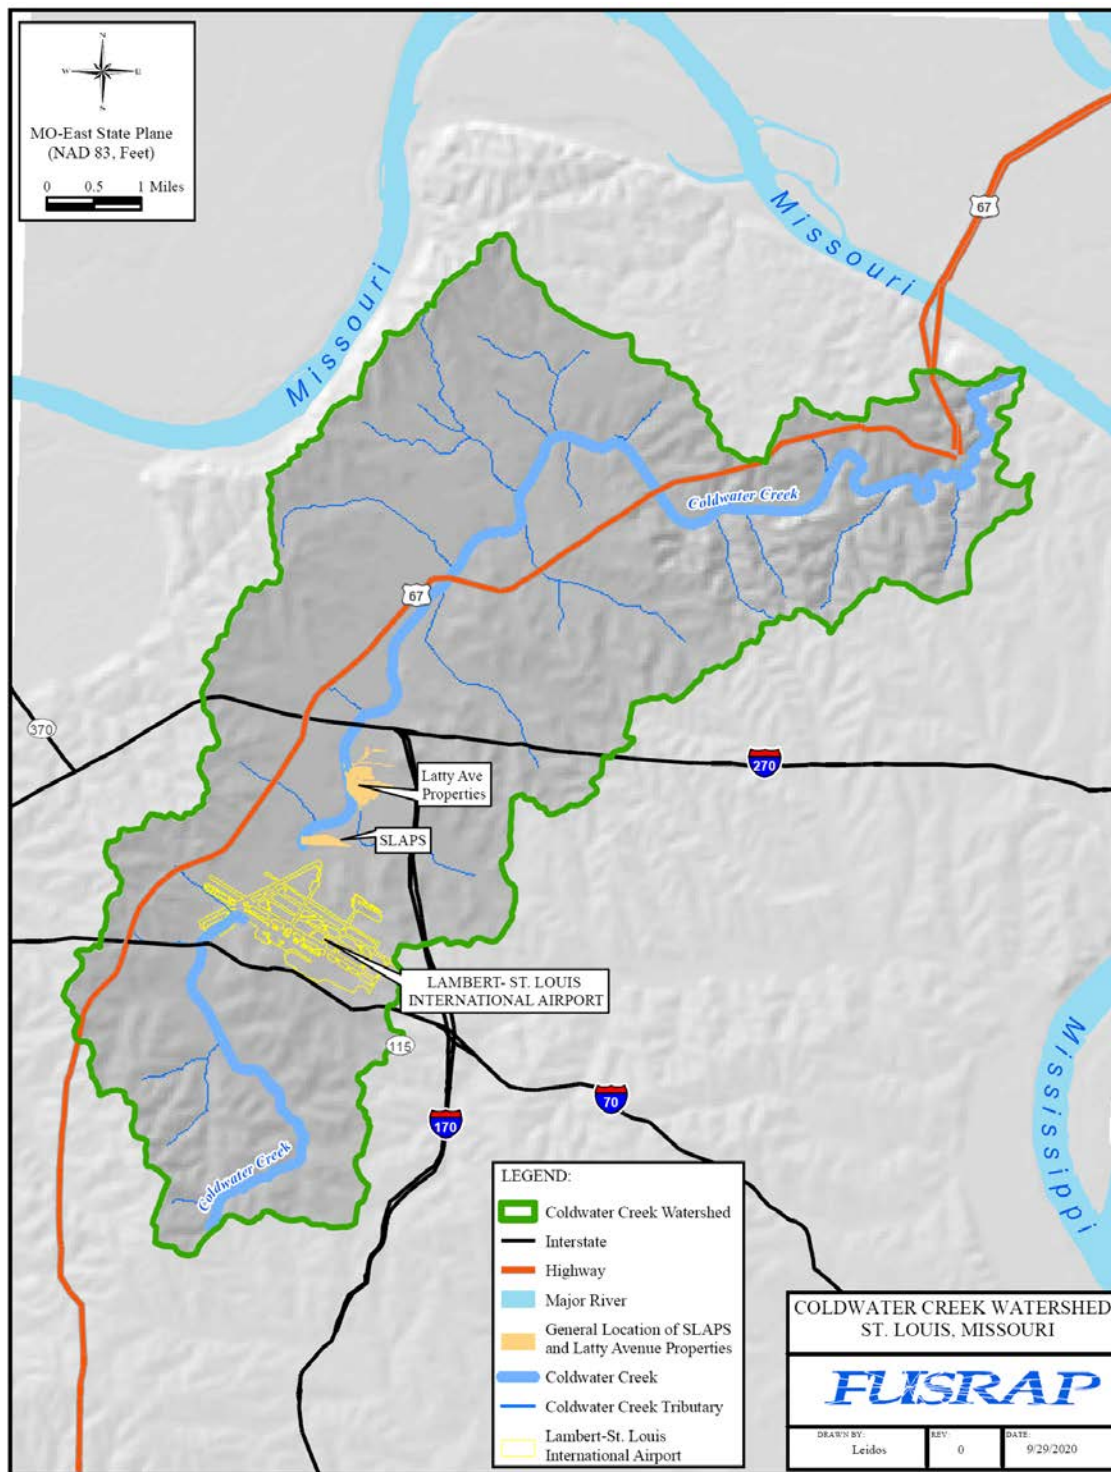 N
W
E
S
MO-East State Plane
(NAD 83, Feet)
0 0.5 1 Miles
Missouri
Missouri
67
Coldwater Creek
67
370
270
Latty Ave
Properties
SLAPS
LAMBERT- ST. LOUIS
INTERNATIONAL AIRPORT
115
70
170
Coldwater Creek
Mississippi
LEGEND:
Coldwater Creek Watershed
Interstate
Highway
Major River
General Location of SLAPS
and Latty Avenue Properties
Coldwater Creek
Coldwater Creek Tributary
Lambert-St. Louis
International Airport
COLDWATER CREEK WATERSHED
ST. LOUIS, MISSOURI
FUSRAP
DRAWN BY:
Leidos
REV:
0
DATE:
9/29/2020